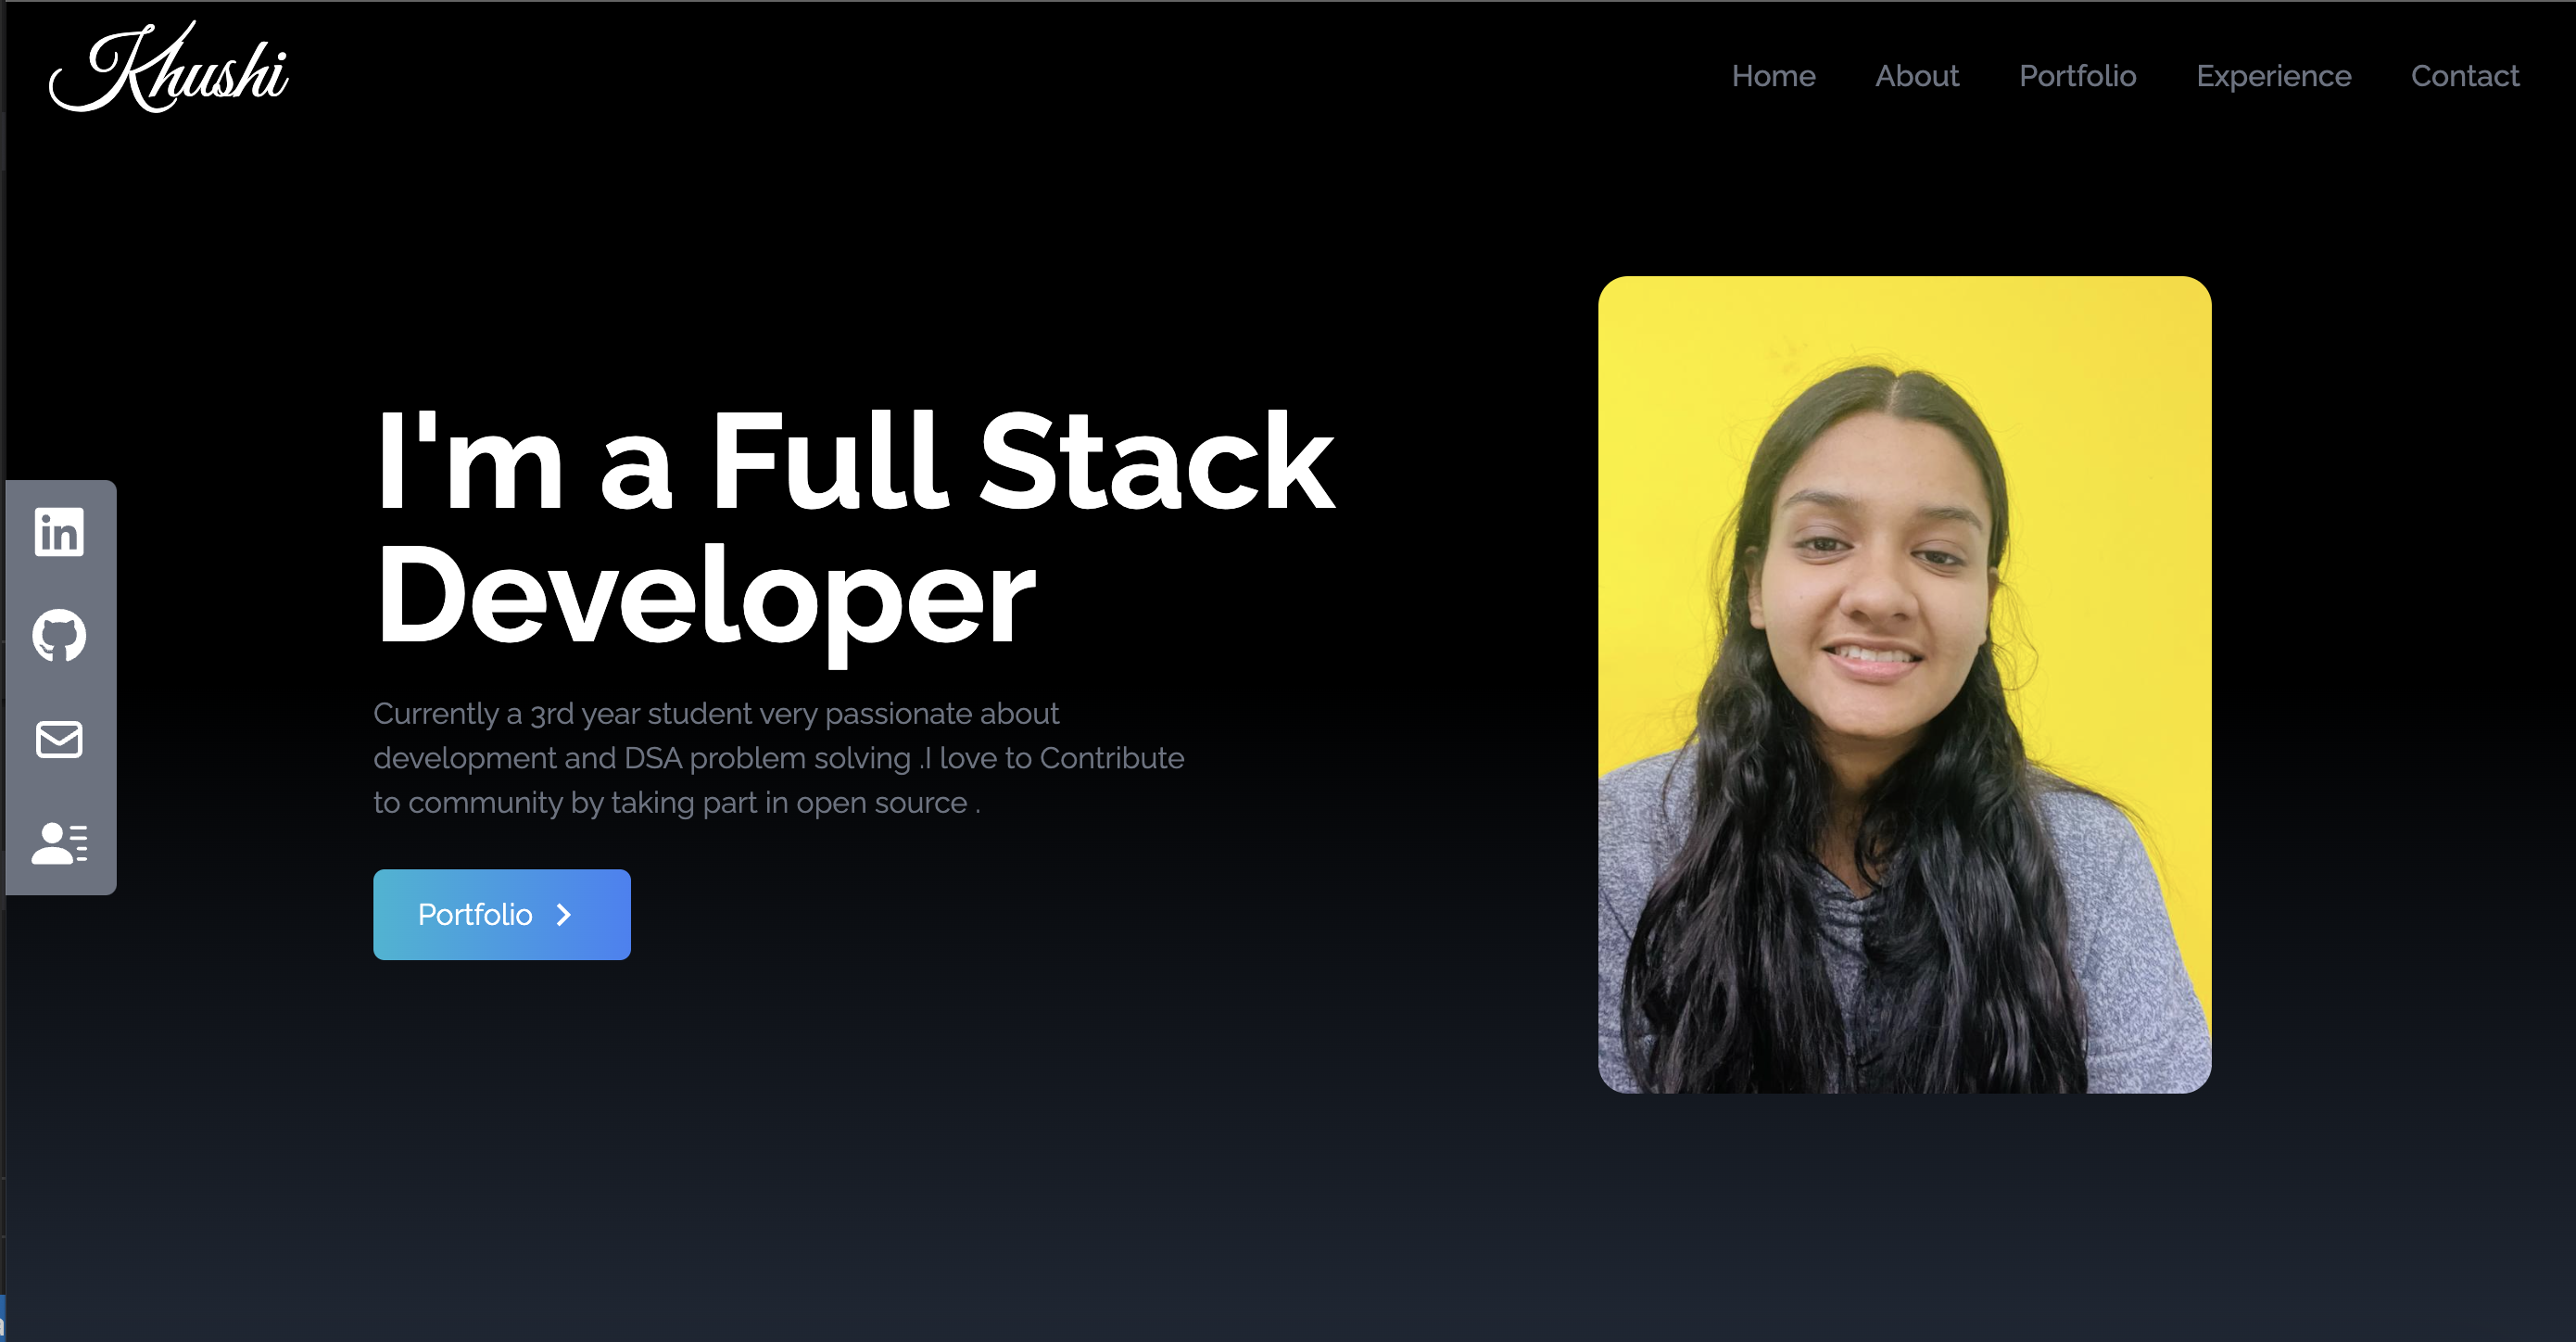 Khushi
Home About Portfolio Experience Contact
I'm a Full Stack
Developer
Currently a 3rd year student very passionate about
development and DSA problem solving .I love to Contribute
to community by taking part in open source .
Portfolio
in